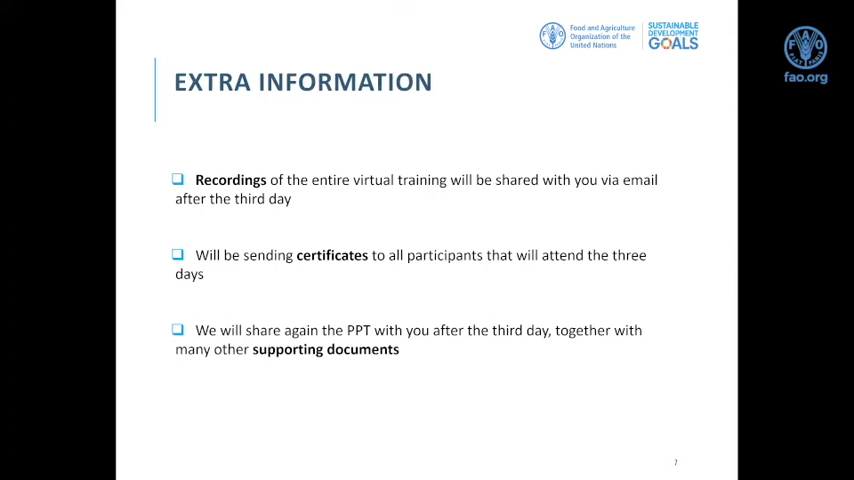 Food and Agriculture
Organization of the
United Nations
SUSTAINABLE
DEVELOPMENT
GOALS
FAO
FIAT PANIS
fao.org
EXTRA INFORMATION
❑ Recordings of the entire virtual training will be shared with you via email
after the third day
❑ Will be sending certificates to all participants that will attend the three
days
❑ We will share again the PPT with you after the third day, together with
many other supporting documents
7